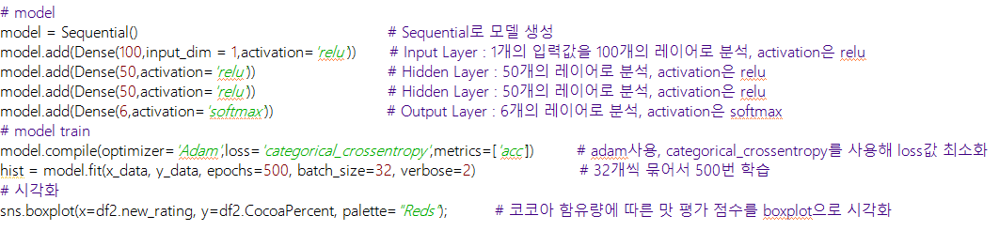 # model
model = Sequential() # Sequential로 모델 생성
model.add(Dense(100,input_dim = 1,activation='relu')) # Input Layer : 1개의 입력값을 100개의 레이어로 분석, activation은 relu
model.add(Dense(50,activation='relu')) # Hidden Layer : 50개의 레이어로 분석, activation은 relu
model.add(Dense(50,activation='relu')) # Hidden Layer : 50개의 레이어로 분석, activation은 relu
model.add(Dense(6,activation='softmax')) # Output Layer : 6개의 레이어로 분석, activation은 softmax
# model train
model.compile(optimizer='Adam',loss='categorical_crossentropy',metrics=['acc']) # adam사용, categorical_crossentropy를 사용해 loss값 최소화
hist = model.fit(x_data, y_data, epochs=500, batch_size=32, verbose=2) # 32개씩 묶어서 500번 학습
# 시각화
sns.boxplot(x=df2.new_rating, y=df2.CocoaPercent, palette="Reds"); # 코코아 함유량에 따른 맛 평가 점수를 boxplot으로 시각화